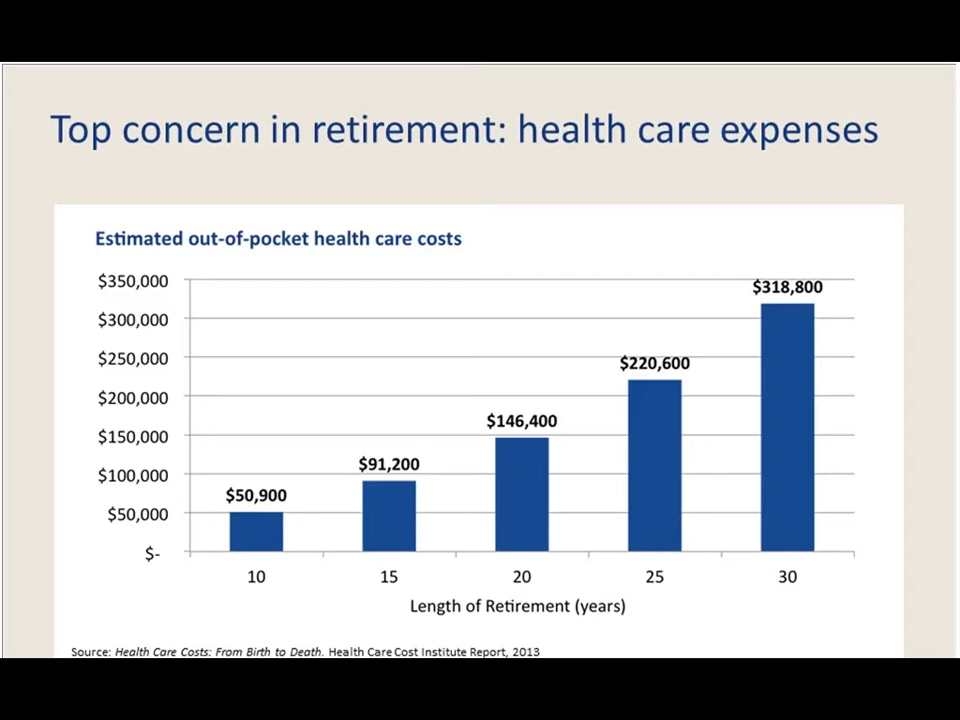 Top concern in retirement: health care expenses
Estimated out-of-pocket health care costs
$350,000
$300,000
$250,000
$200,000
$150,000
$100,000
$50,000
$-
$50,900
$91,200
$146,400
$220,600
$318,800
10 15 20 25 30
Length of Retirement (years)
Source: Health Care Costs: From Birth to Death. Health Care Cost Institute Report, 2013